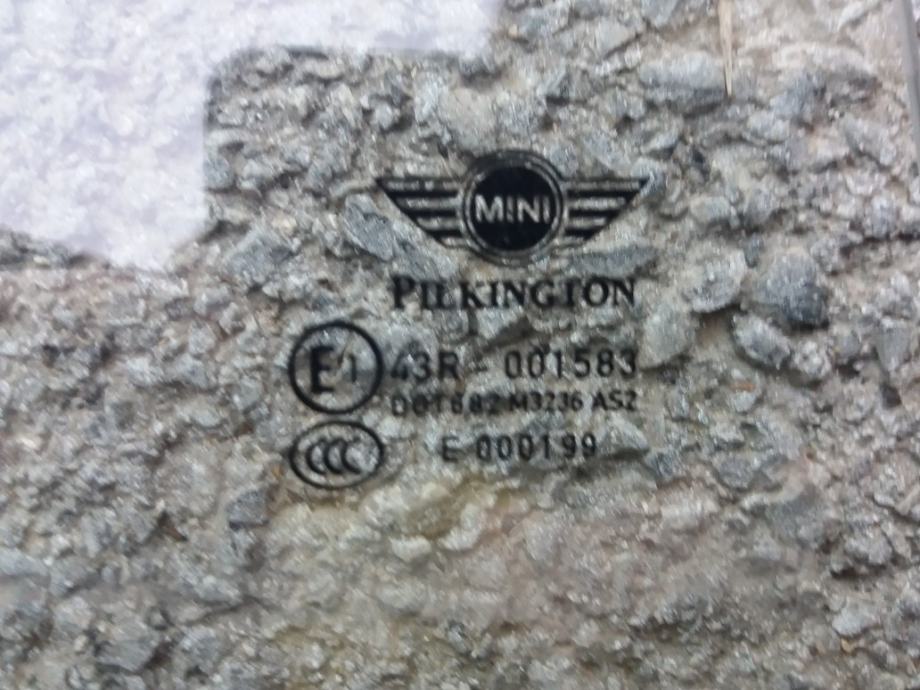 MINI
PILKINGTON
E1 43R - 001583
DOT682 M3236 AS2
CCC E 000199